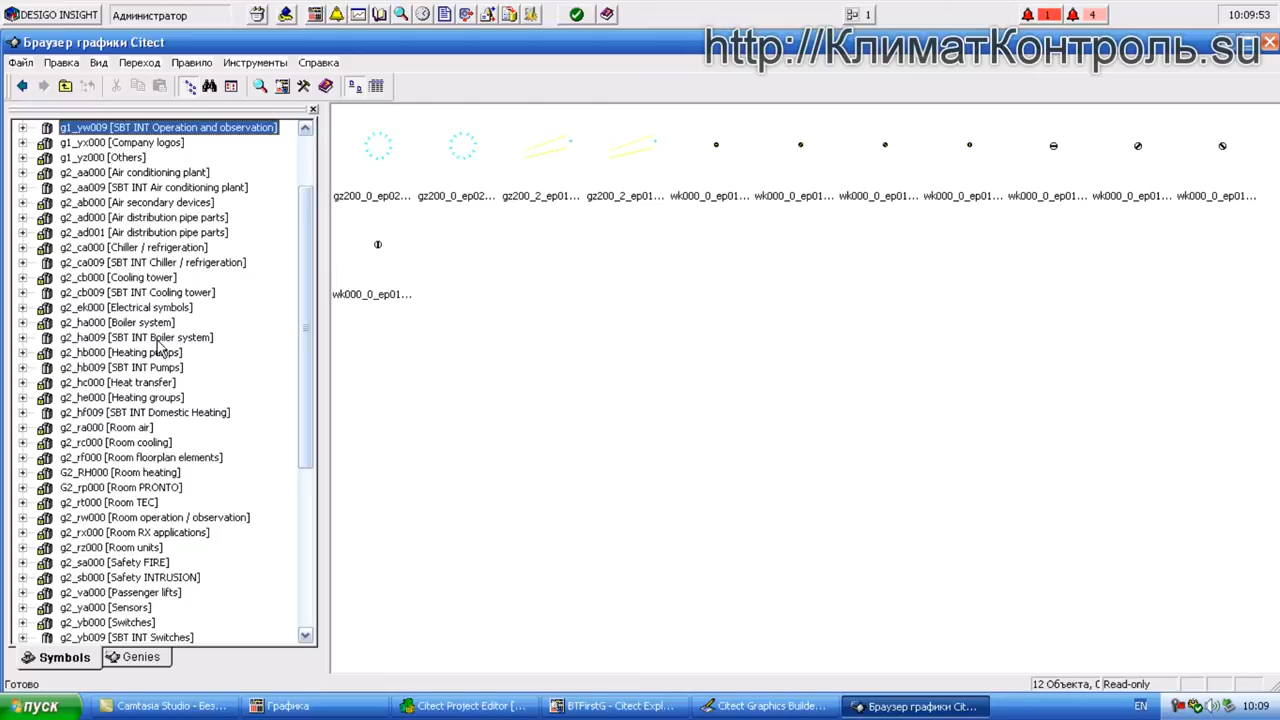 DESIGO INSIGHT
Администратор
1
1
4
10:09:53
Браузер графики Citect
http://КлиматКонтроль.su
Файл Правка Вид Переход Правило Инструменты Справка
g1_yw009 [SBT INT Operation and observation]
g1_yx000 [Company logos]
g1_yz000 [Others]
g2_aa000 [Air conditioning plant]
g2_aa009 [SBT INT Air conditioning plant]
g2_ab000 [Air secondary devices]
g2_ad000 [Air distribution pipe parts]
g2_ad001 [Air distribution pipe parts]
g2_ca000 [Chiller / refrigeration]
g2_ca009 [SBT INT Chiller / refrigeration]
g2_cb000 [Cooling tower]
g2_cb009 [SBT INT Cooling tower]
g2_ek000 [Electrical symbols]
g2_ha000 [Boiler system]
g2_ha009 [SBT INT Boiler system]
g2_hb000 [Heating pumps]
g2_hb009 [SBT INT Pumps]
g2_hc000 [Heat transfer]
g2_he000 [Heating groups]
g2_hf009 [SBT INT Domestic Heating]
g2_ra000 [Room air]
g2_rc000 [Room cooling]
g2_rf000 [Room floorplan elements]
G2_RH000 [Room heating]
G2_rp000 [Room PRONTO]
g2_rt000 [Room TEC]
g2_rw000 [Room operation / observation]
g2_rx000 [Room RX applications]
g2_rz000 [Room units]
g2_sa000 [Safety FIRE]
g2_sb000 [Safety INTRUSION]
g2_va000 [Passenger lifts]
g2_ya000 [Sensors]
g2_yb000 [Switches]
g2_yb009 [SBT INT Switches]
Symbols
Genies
gz200_0_ep02... gz200_0_ep02... gz200_2_ep01... gz200_2_ep01... wk000_0_ep01... wk000_0_ep01... wk000_0_ep01... wk000_0_ep01... wk000_0_ep01... wk000_0_ep01... wk000_0_ep01...
wk000_0_ep01...
Готово
12 Объекта, С
Read-only
пуск
Camtasia Studio - Без...
Графика
Citect Project Editor [...
BTFirstG - Citect Expl...
Citect Graphics Builde...
Браузер графики Cit...
EN
10:09